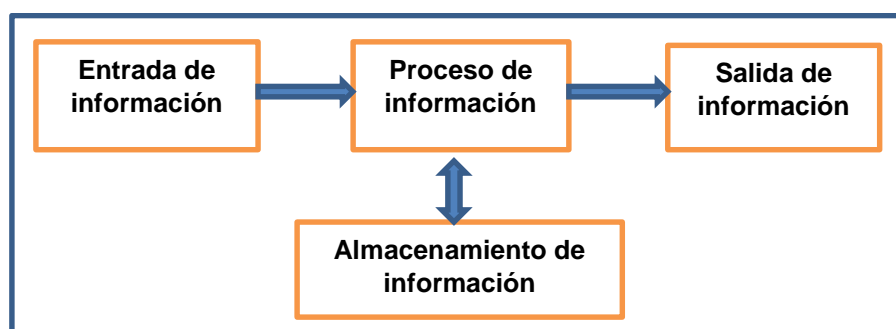 Entrada de
información
Proceso de
información
Salida de
información
Almacenamiento de
información